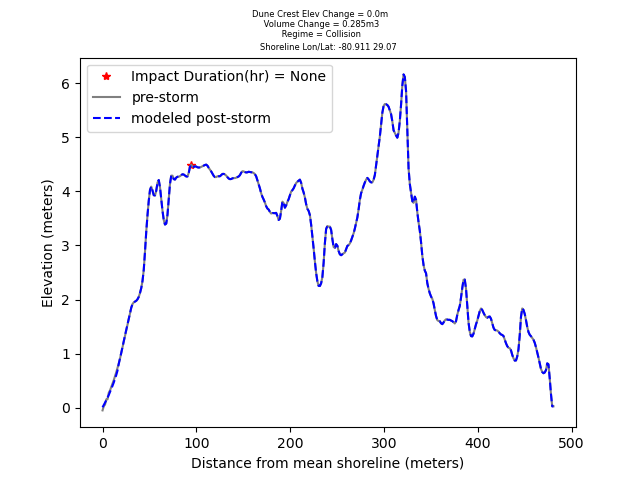 Dune Crest Elev Change = 0.0m
Volume Change = 0.285m3
Regime = Collision
Shoreline Lon/Lat: -80.911 29.07
Impact Duration(hr) = None
pre-storm
modeled post-storm
Elevation (meters)
6
5
4
3
2
1
0
0 100 200 300 400 500
Distance from mean shoreline (meters)